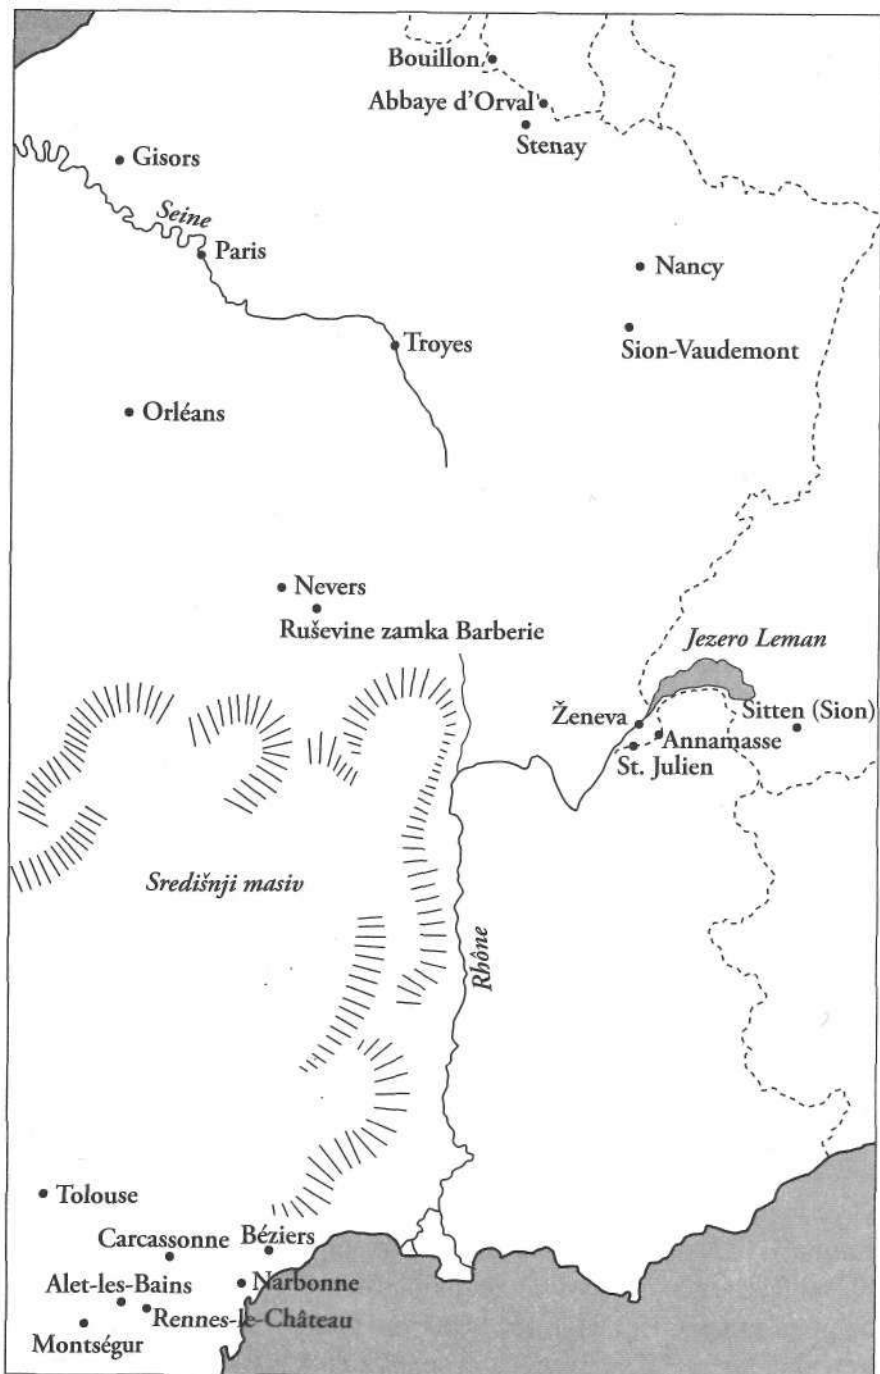 Bouillon
Abbaye d'Orval
Stenay
Gisors
Seine
Paris
Nancy
Troyes
Sion-Vaudemont
Orléans
Nevers
Ruševine zamka Barberie
Jezero Leman
Ženeva
Sitten (Sion)
Annamasse
St. Julien
Središnji masiv
Rhône
Tolouse
Carcassonne
Béziers
Alet-les-Bains
Narbonne
Rennes-le-Château
Montségur